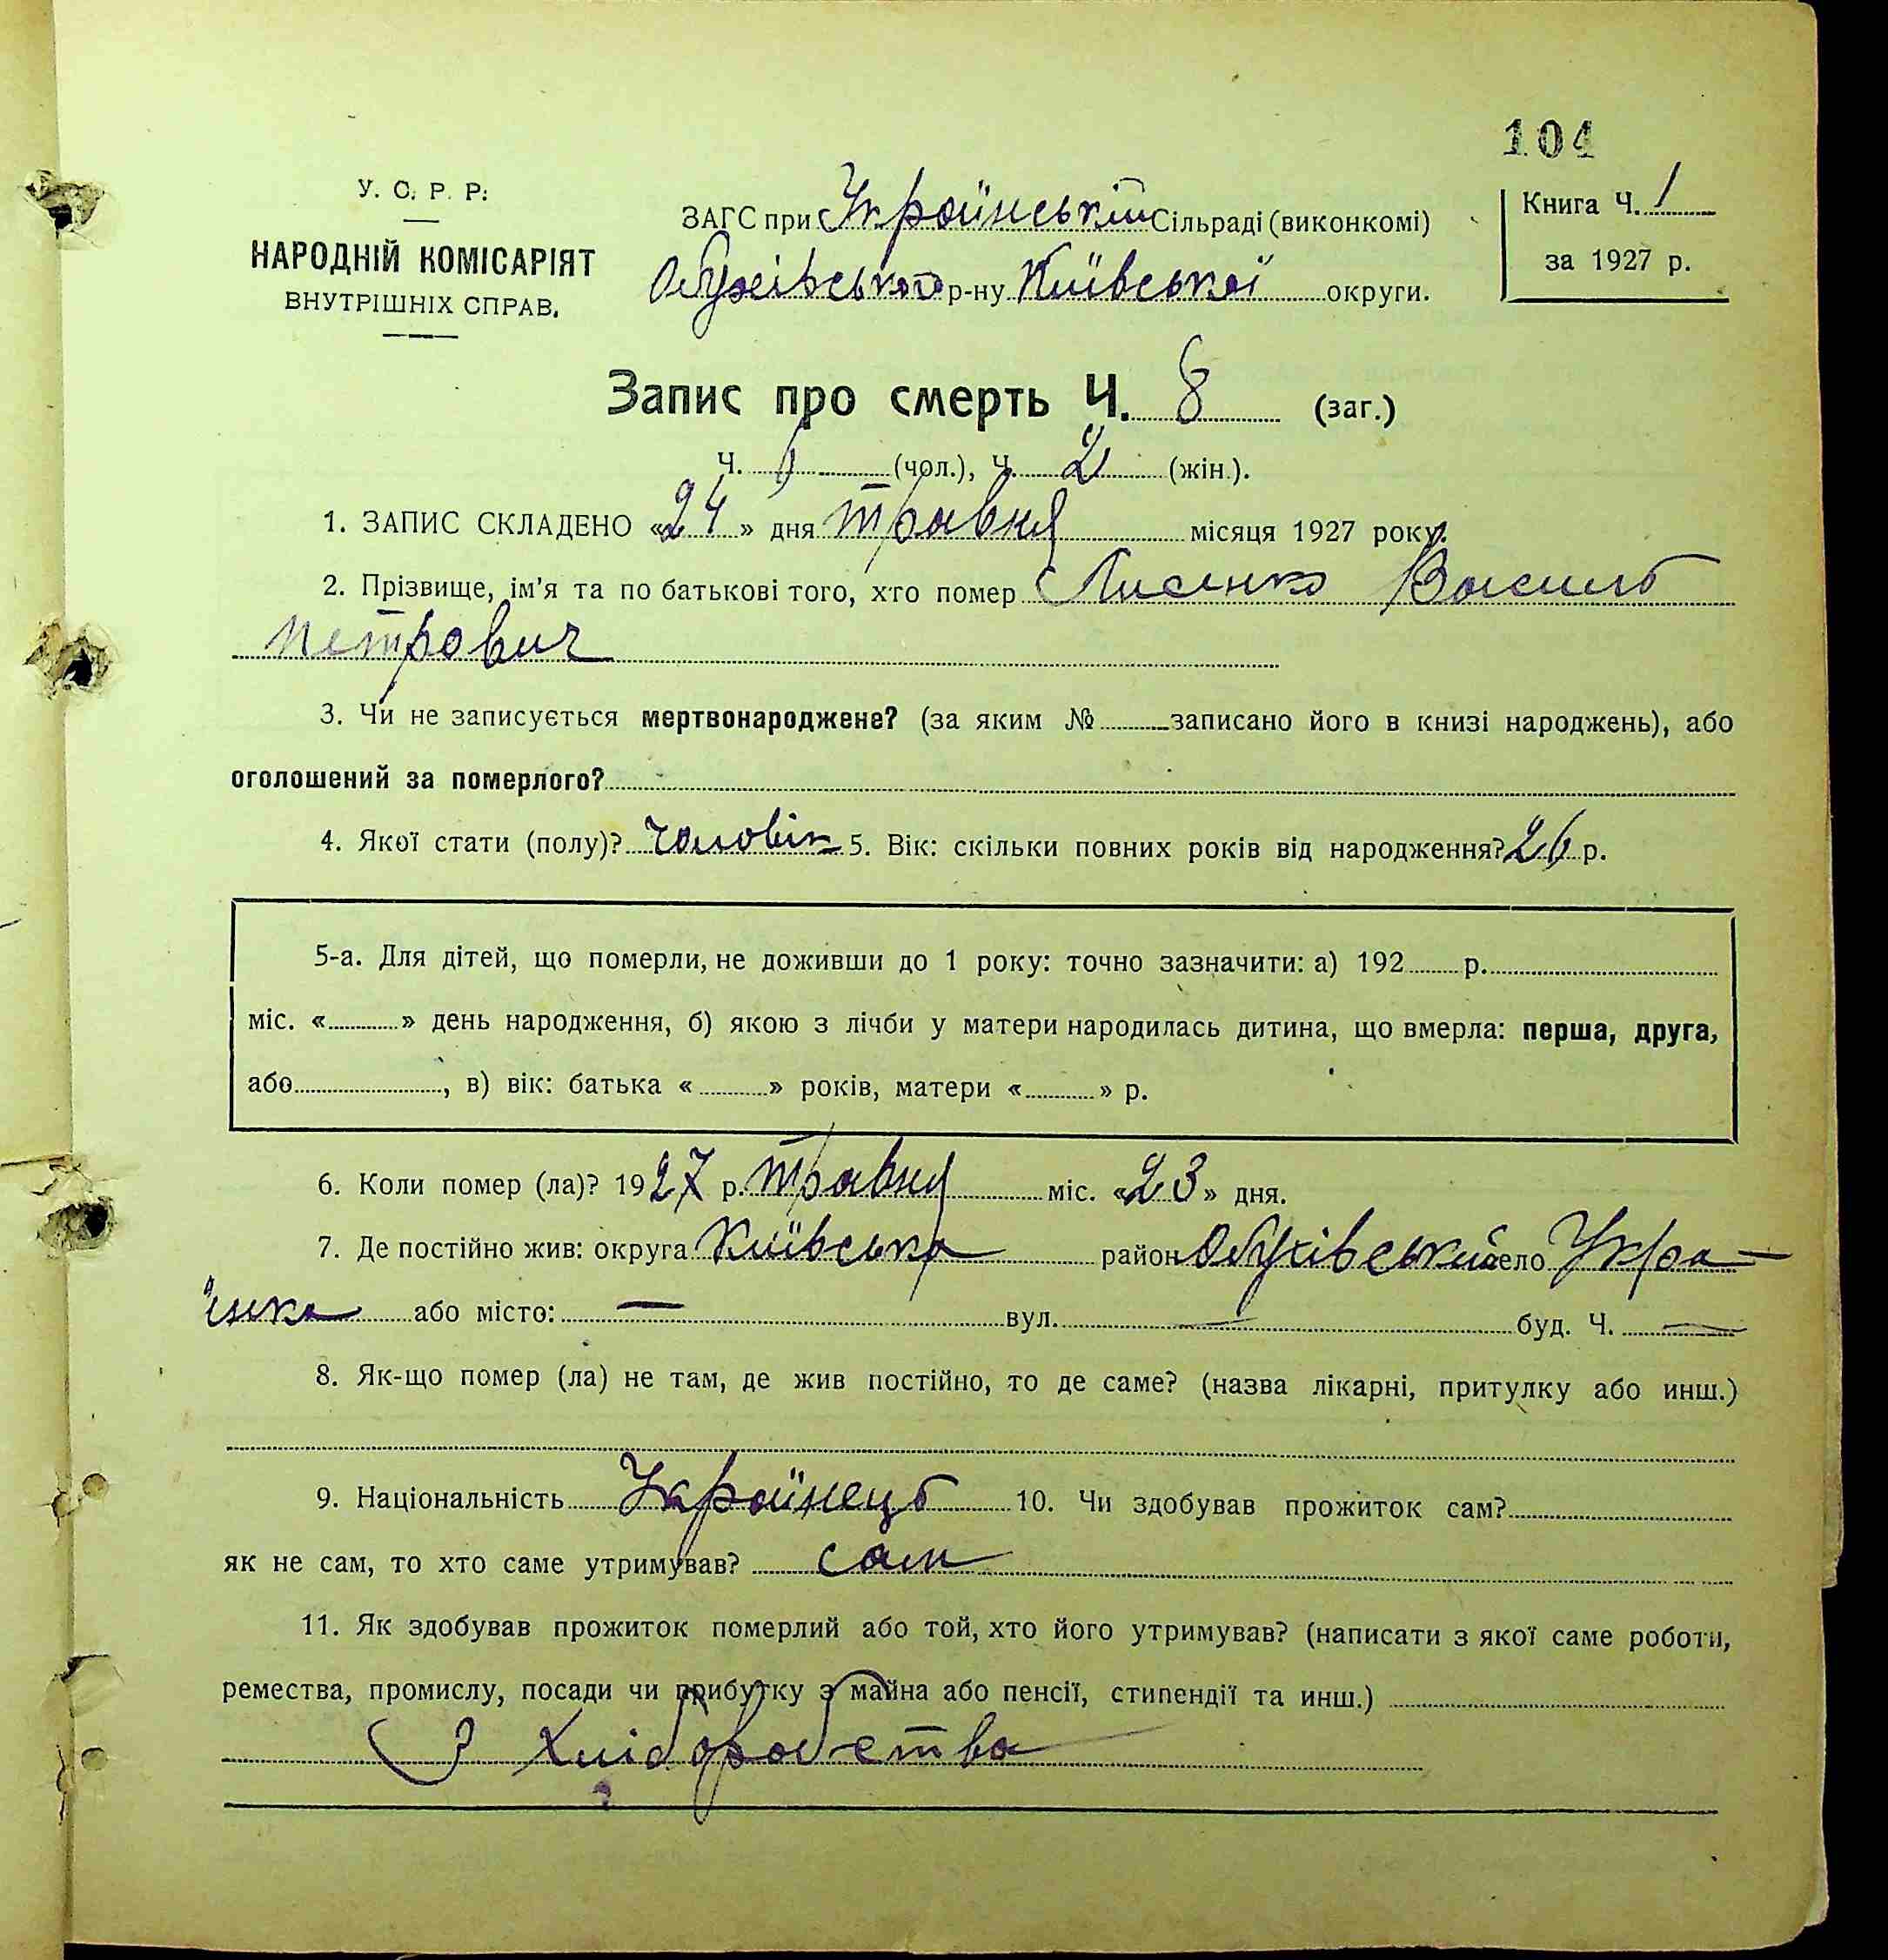 104
У. С. Р. Р.
НАРОДНІЙ КОМІСАРІЯТ
ВНУТРІШНІХ СПРАВ.
ЗАГС при Українській Сільраді (виконкомі)
Обухівського р-ну Київської округи.
Книга Ч. 1
за 1927 р.
Запис про смерть Ч. 8 (заг.)
Ч. (чол.), Ч. 2 (жін.).
1. ЗАПИС СКЛАДЕНО «24» дня травня місяця 1927 року.
2. Прізвище, ім'я та по батькові того, хто помер Лисенко Василь
Петрович
3. Чи не записується мертвонароджене? (за яким № записано його в книзі народжень), або
оголошений за померлого?
4. Якої стати (полу)? чоловік 5. Вік: скільки повних років від народження? 26 р.
5-а. Для дітей, що померли, не доживши до 1 року: точно зазначити: а) 192 р.
міс. « » день народження, б) якою з лічби у матери народилась дитина, що вмерла: перша, друга,
або , в) вік: батька « » років, матери « » р.
6. Коли помер (ла)? 1927 р. травня міс. «23» дня.
7. Де постійно жив: округа Київська район Обухівський село Укра-
їнка або місто: — вул. — буд. Ч. —
8. Як-що помер (ла) не там, де жив постійно, то де саме? (назва лікарні, притулку або инш.)
9. Національність Українець 10. Чи здобував прожиток сам?
як не сам, то хто саме утримував? сам
11. Як здобував прожиток померлий або той, хто його утримував? (написати з якої саме роботи,
ремества, промислу, посади чи прибутку з майна або пенсії, стипендії та инш.)
З хліборобства